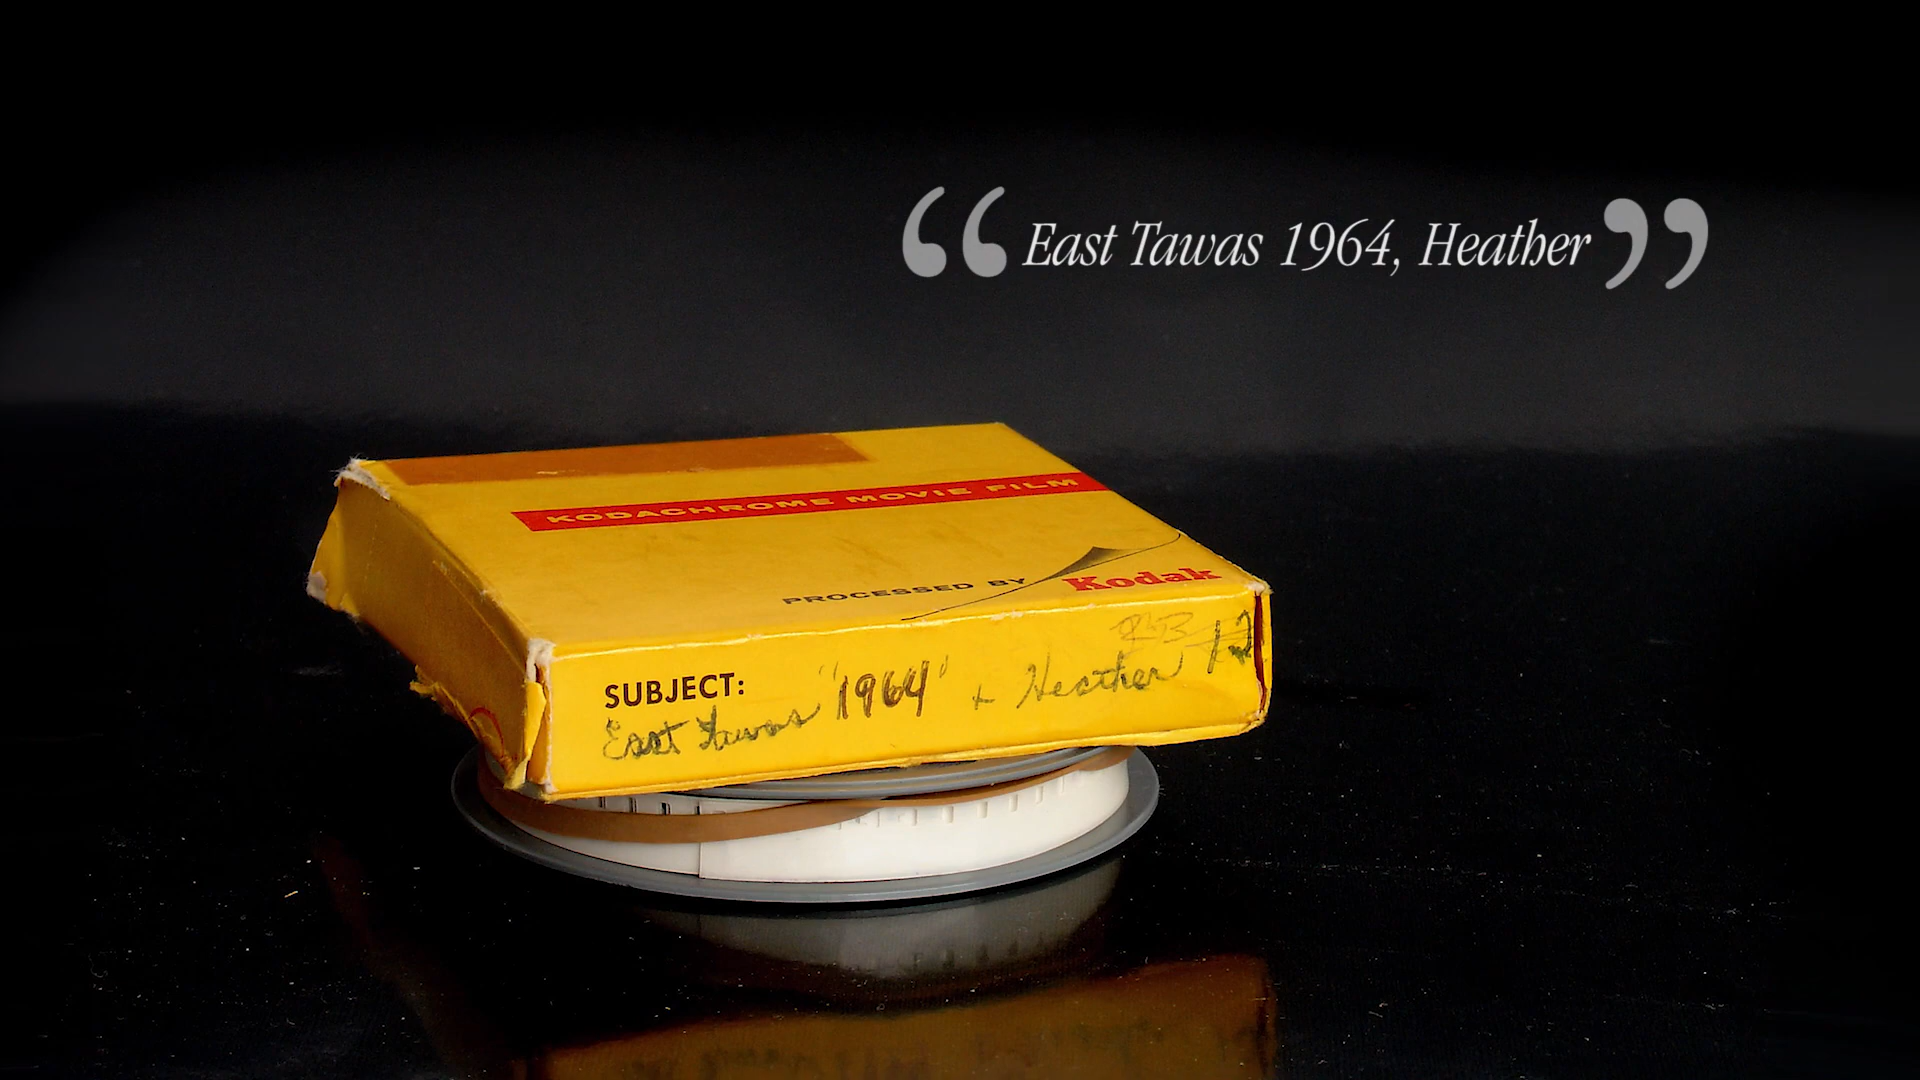 “East Tawas 1964, Heather”
KODACHROME MOVIE FILM
PROCESSED BY Kodak
SUBJECT:
East Tawas "1964" + Heather